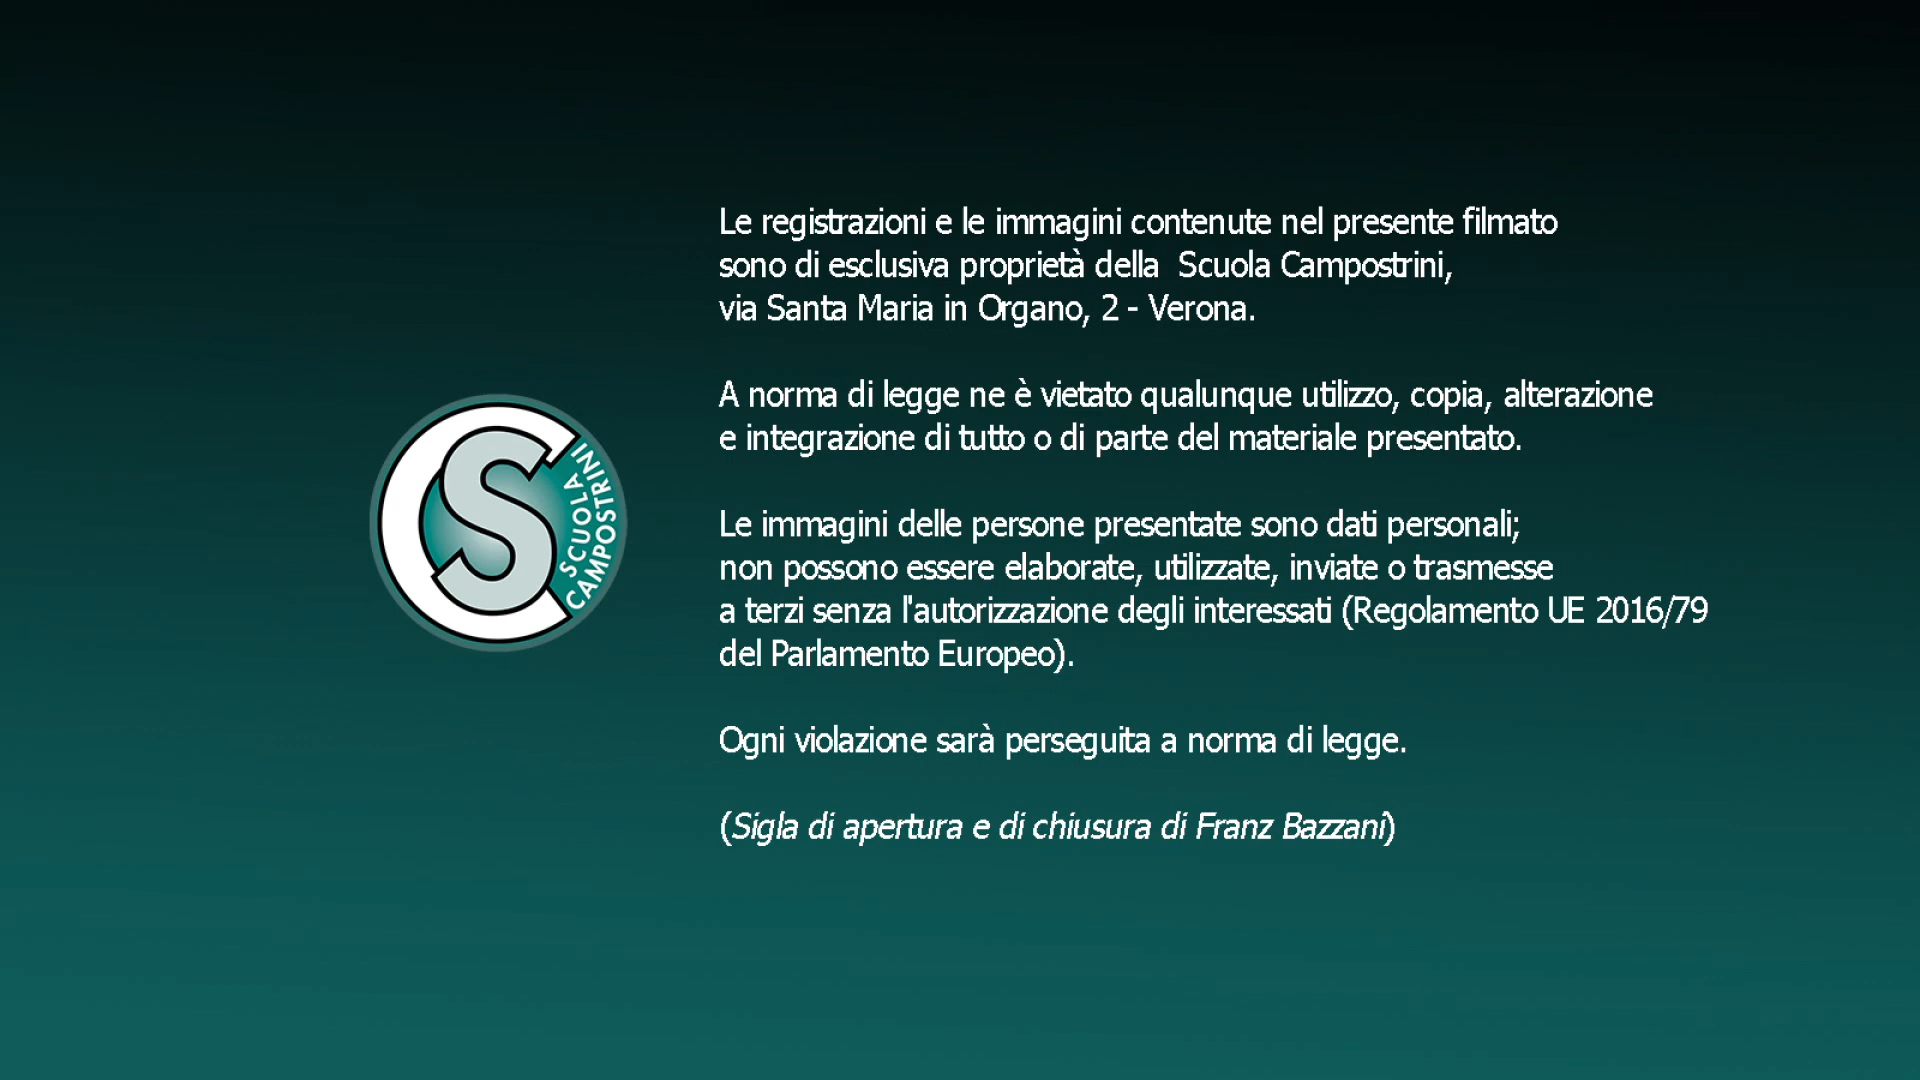 Le registrazioni e le immagini contenute nel presente filmato
sono di esclusiva proprietà della  Scuola Campostrini,
via Santa Maria in Organo, 2 - Verona.
A norma di legge ne è vietato qualunque utilizzo, copia, alterazione
e integrazione di tutto o di parte del materiale presentato.
CS
SCUOLA
CAMPOSTRINI
Le immagini delle persone presentate sono dati personali;
non possono essere elaborate, utilizzate, inviate o trasmesse
a terzi senza l'autorizzazione degli interessati (Regolamento UE 2016/79
del Parlamento Europeo).
Ogni violazione sarà perseguita a norma di legge.
(Sigla di apertura e di chiusura di Franz Bazzani)